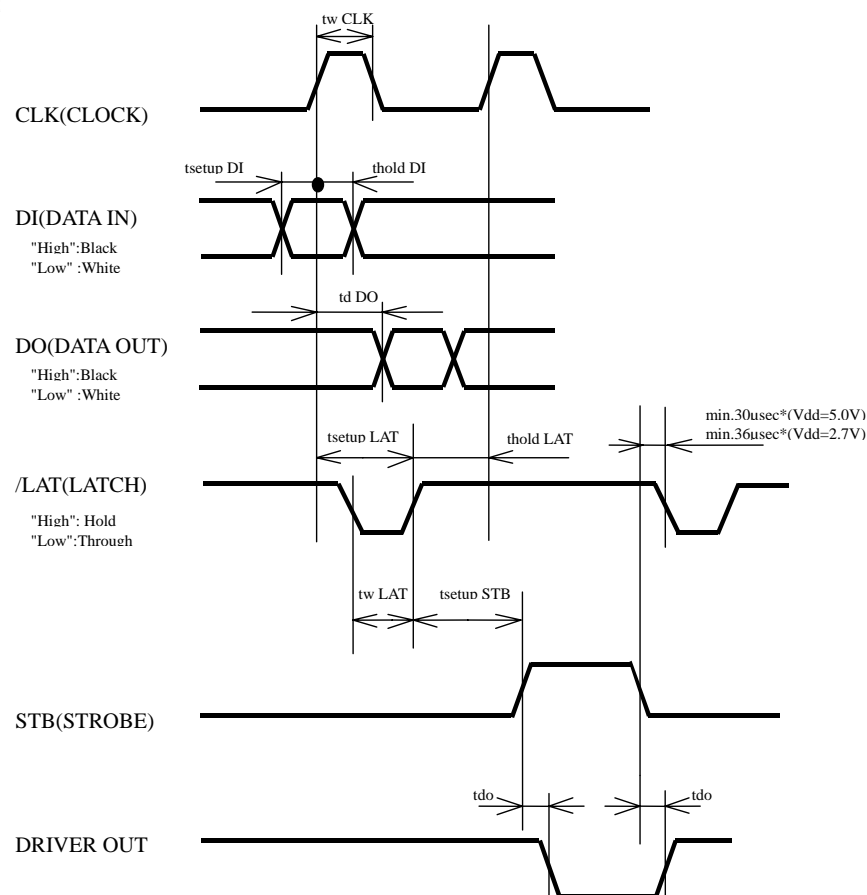 tw CLK
CLK(CLOCK)
tsetup DI
thold DI
DI(DATA IN)
"High":Black
"Low" :White
td DO
DO(DATA OUT)
"High":Black
"Low" :White
min.30μsec*(Vdd=5.0V)
min.36μsec*(Vdd=2.7V)
tsetup LAT
thold LAT
/LAT(LATCH)
"High": Hold
"Low":Through
tw LAT
tsetup STB
STB(STROBE)
tdo
tdo
DRIVER OUT